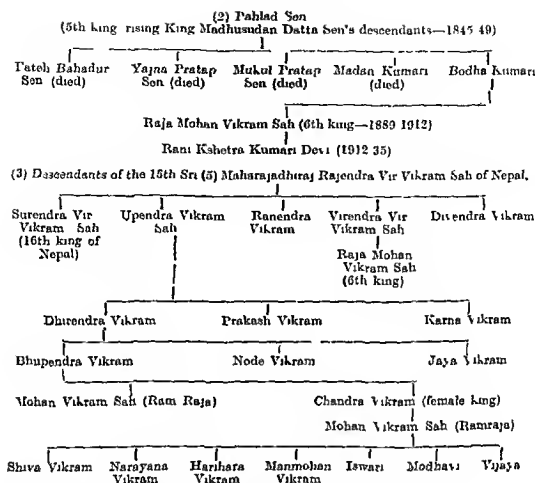 (2) Pahlad Sen
(5th king rising King Madhusudan Datta Sen's descendants—1845 49)
Fateh Bahadur Sen (died)
Yajna Pratap Sen (died)
Mukul Pratap Sen (died)
Madan Kumari (died)
Bodha Kumari
Raja Mohan Vikram Sah (6th king—1889 1912)
Rani Kshetra Kumari Devi (1912 35)
(3) Descendants of the 15th Sri (5) Maharajadhiraj Rajendra Vir Vikram Sah of Nepal.
Surendra Vir Vikram Sah (16th king of Nepal)
Upendra Vikram Sah
Ranendra Vikram
Virendra Vir Vikram Sah
Divendra Vikram
Raja Mohan Vikram Sah (6th king)
Dhirendra Vikram
Prakash Vikram
Karna Vikram
Bhupendra Vikram
Node Vikram
Jaya Vikram
Mohan Vikram Sah (Ram Raja)
Chandra Vikram (female king)
Mohan Vikram Sah (Ramraja)
Shiva Vikram
Narayana Vikram
Harihara Vikram
Manmohan Vikram
Iswari
Modhavi
Vijaya